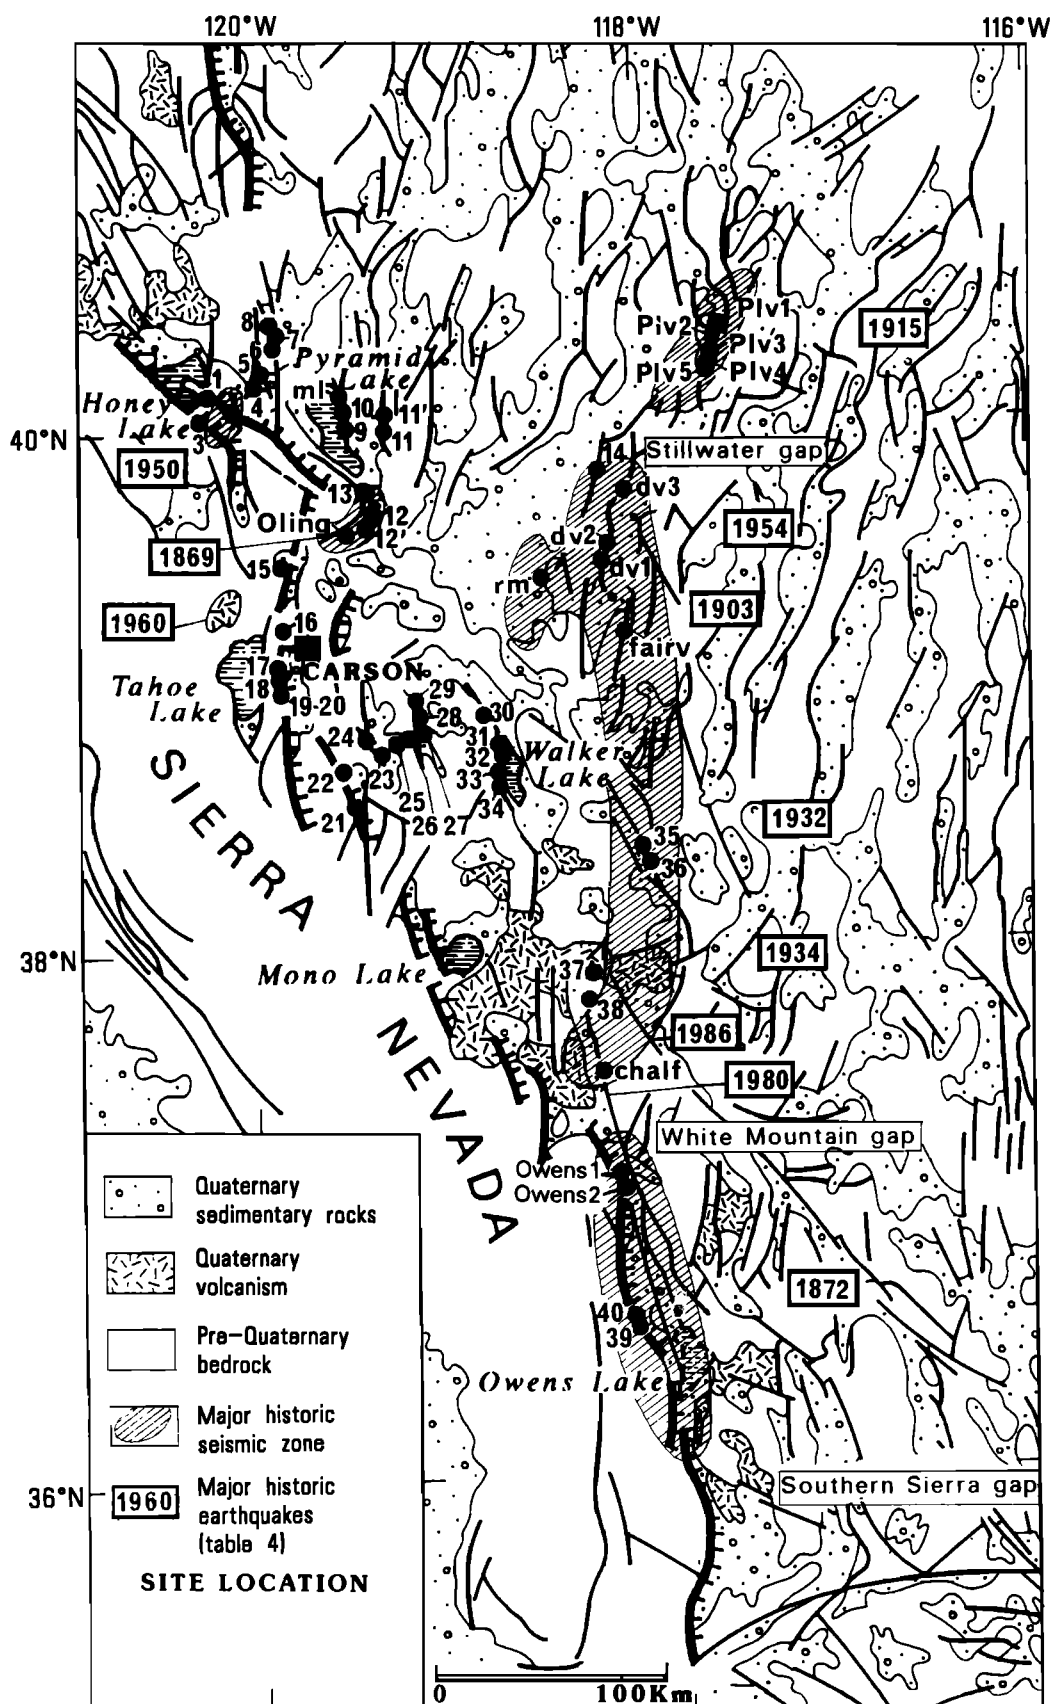 120°W 118°W 116°W
8
7
6
5
4
1
3
Pyramid
Lake
ml
10
11'
9
11
Honey
Lake
40°N
1950
13
Oling
12
12'
1869
15
1960
16
CARSON
17
18
19-20
Tahoe
Lake
Plv1
Plv2
Plv3
Plv5
Plv4
1915
14
Stillwater gap
dv3
1954
dv2
dv1
rm
1903
fairv
29
28
30
24
31
32
Walker
Lake
33
34
22
23
25
21
26
27
1932
35
36
SIERRA
NEVADA
38°N
Mono Lake
37
38
1934
1986
chalf
1980
White Mountain gap
Owens1
Owens2
1872
40
39
Owens Lake
Southern Sierra gap
36°N
Quaternary
sedimentary rocks
Quaternary
volcanism
Pre-Quaternary
bedrock
Major historic
seismic zone
1960
Major historic
earthquakes
(table 4)
SITE LOCATION
0 100Km